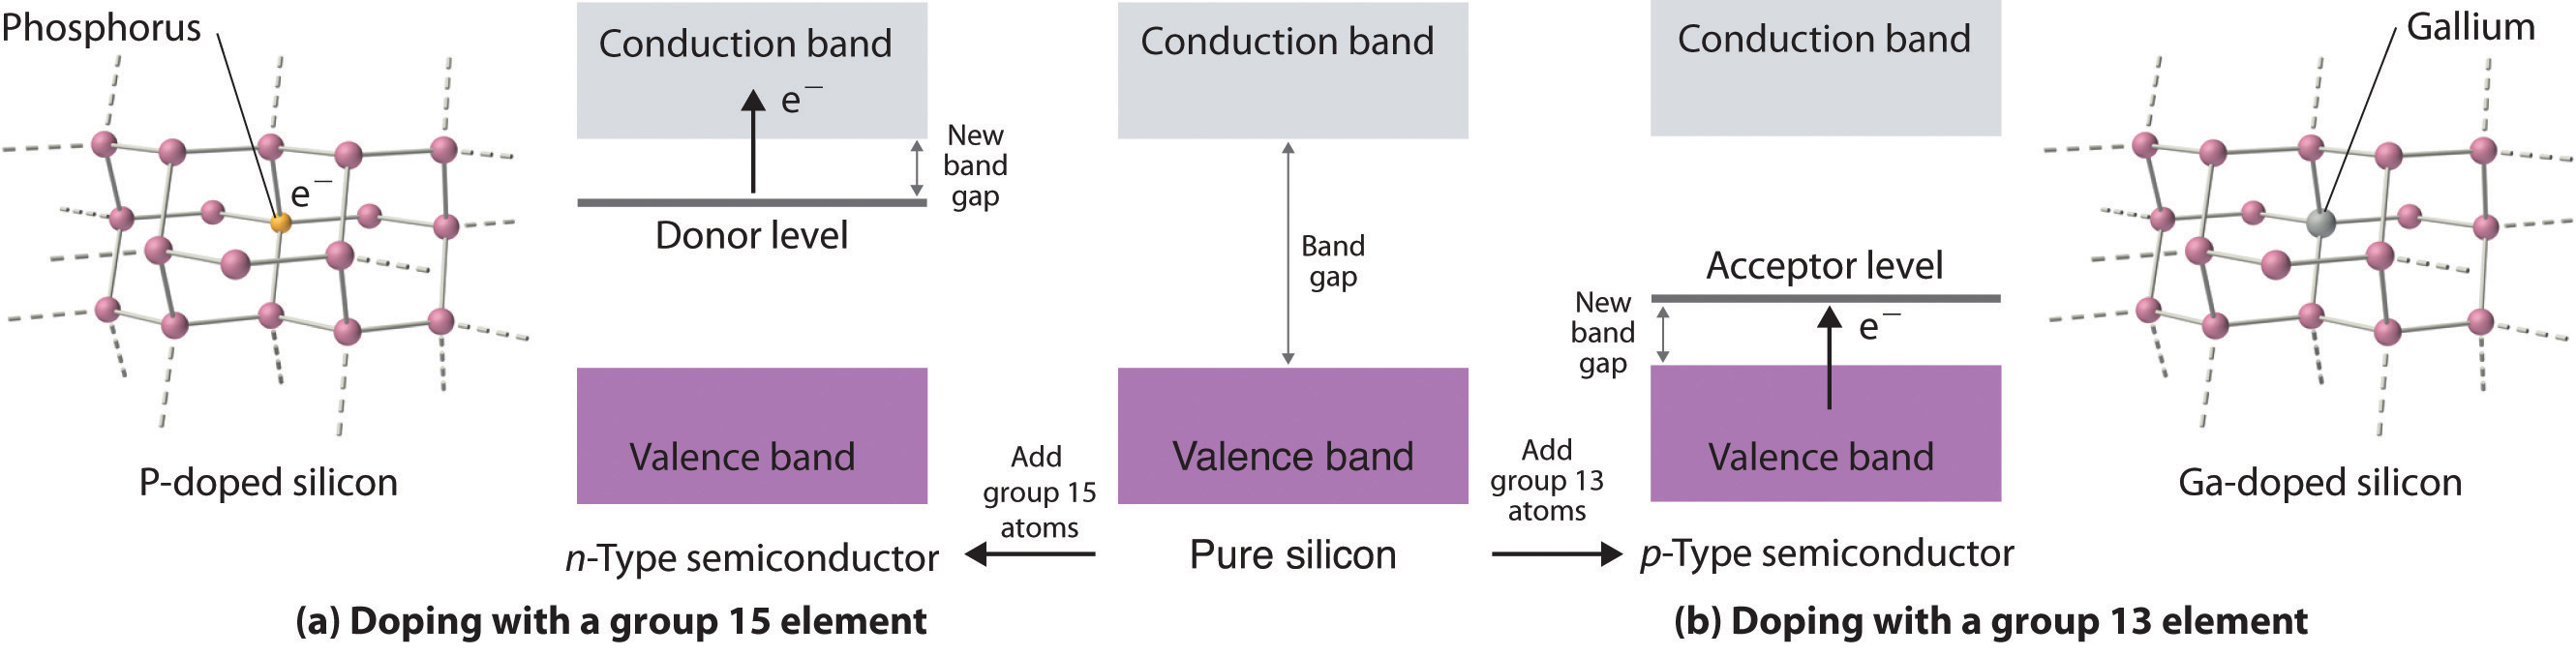 Phosphorus
e–
P-doped silicon
Conduction band
e–
New
band
gap
Donor level
Valence band
n-Type semiconductor
Add
group 15
atoms
Conduction band
Band
gap
Valence band
Pure silicon
Add
group 13
atoms
Conduction band
Acceptor level
New
band
gap
e–
Valence band
p-Type semiconductor
Gallium
Ga-doped silicon
(a) Doping with a group 15 element
(b) Doping with a group 13 element